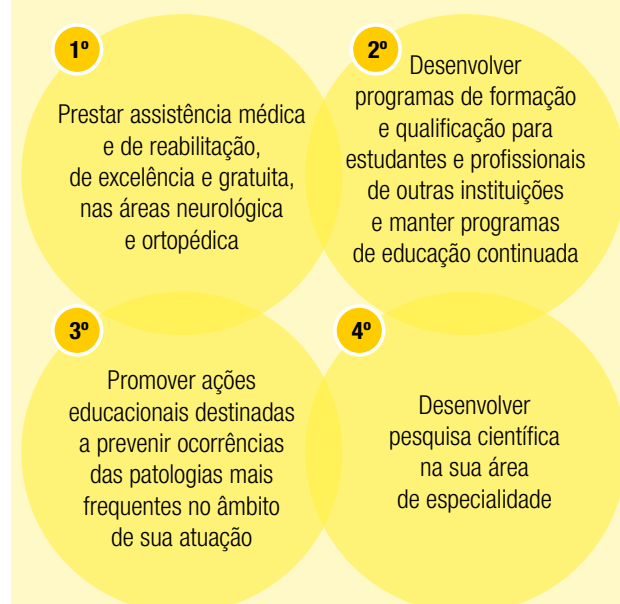 1º
Prestar assistência médica
e de reabilitação,
de excelência e gratuita,
nas áreas neurológica
e ortopédica
2º
Desenvolver
programas de formação
e qualificação para
estudantes e profissionais
de outras instituições
e manter programas
de educação continuada
3º
Promover ações
educacionais destinadas
a prevenir ocorrências
das patologias mais
frequentes no âmbito
de sua atuação
4º
Desenvolver
pesquisa científica
na sua área
de especialidade